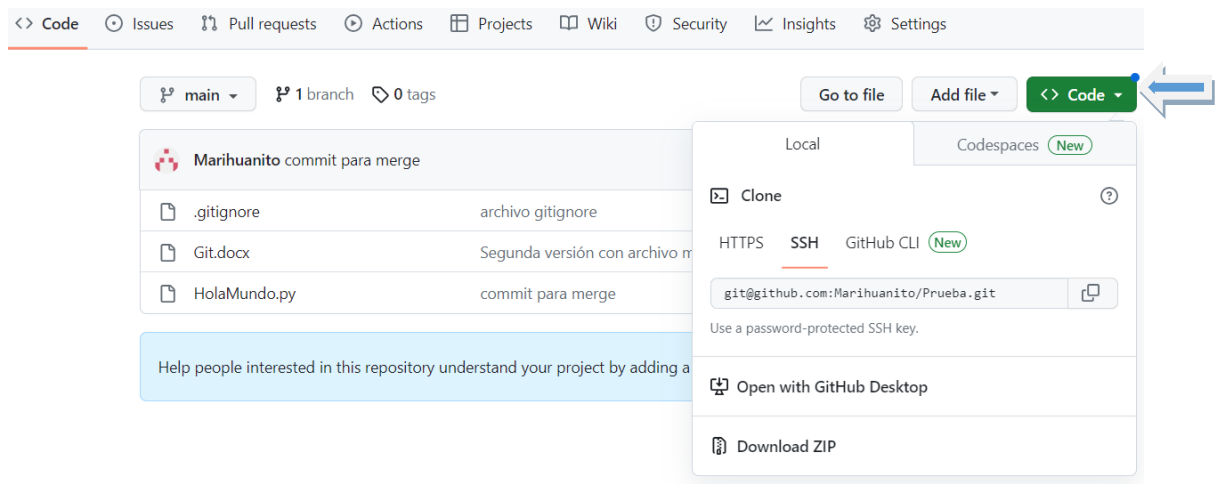 <> Code Issues Pull requests Actions Projects Wiki Security Insights Settings
main 1 branch 0 tags Go to file Add file <> Code
Local Codespaces New
Marihuanito commit para merge
Clone
.gitignore archivo gitignore
HTTPS SSH GitHub CLI New
Git.docx Segunda versión con archivo m
HolaMundo.py commit para merge
git@github.com:Marihuanito/Prueba.git
Use a password-protected SSH key.
Help people interested in this repository understand your project by adding a
Open with GitHub Desktop
Download ZIP